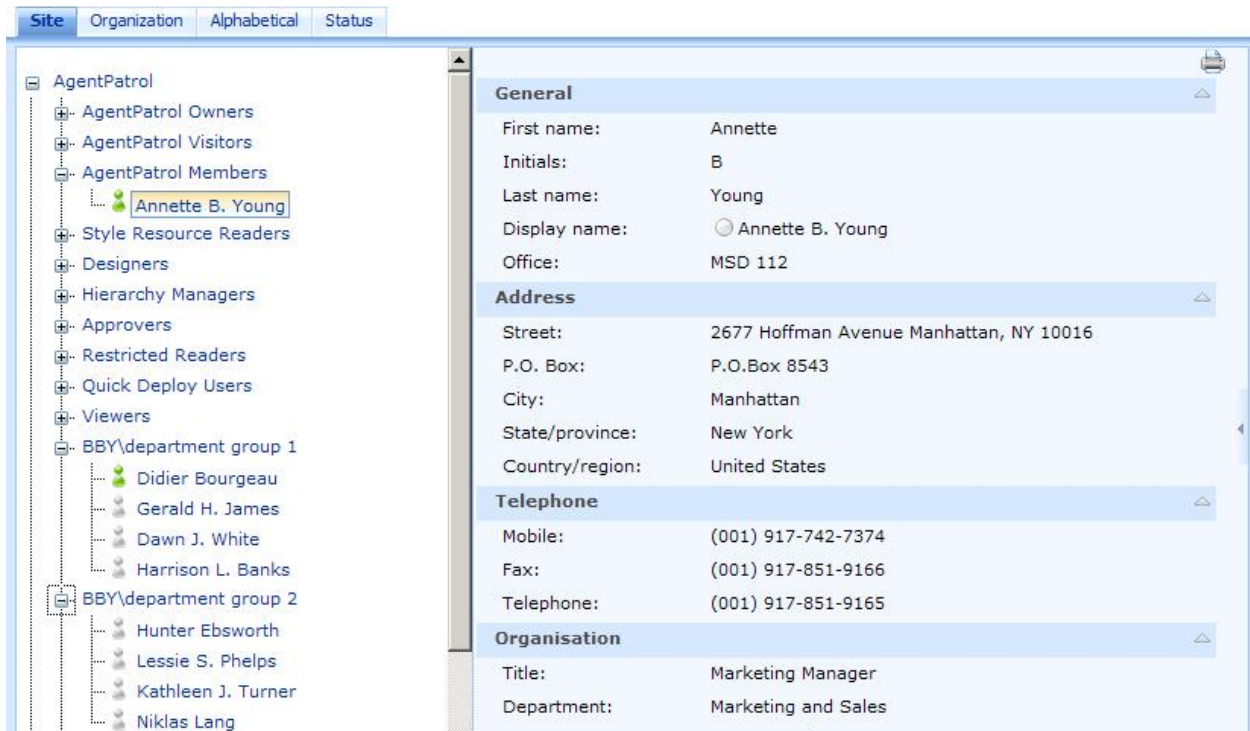 Site Organization Alphabetical Status
AgentPatrol
AgentPatrol Owners
AgentPatrol Visitors
AgentPatrol Members
Annette B. Young
Style Resource Readers
Designers
Hierarchy Managers
Approvers
Restricted Readers
Quick Deploy Users
Viewers
BBY\department group 1
Didier Bourgeau
Gerald H. James
Dawn J. White
Harrison L. Banks
BBY\department group 2
Hunter Ebsworth
Lessie S. Phelps
Kathleen J. Turner
Niklas Lang
General
First name: Annette
Initials: B
Last name: Young
Display name: Annette B. Young
Office: MSD 112
Address
Street: 2677 Hoffman Avenue Manhattan, NY 10016
P.O. Box: P.O.Box 8543
City: Manhattan
State/province: New York
Country/region: United States
Telephone
Mobile: (001) 917-742-7374
Fax: (001) 917-851-9166
Telephone: (001) 917-851-9165
Organisation
Title: Marketing Manager
Department: Marketing and Sales